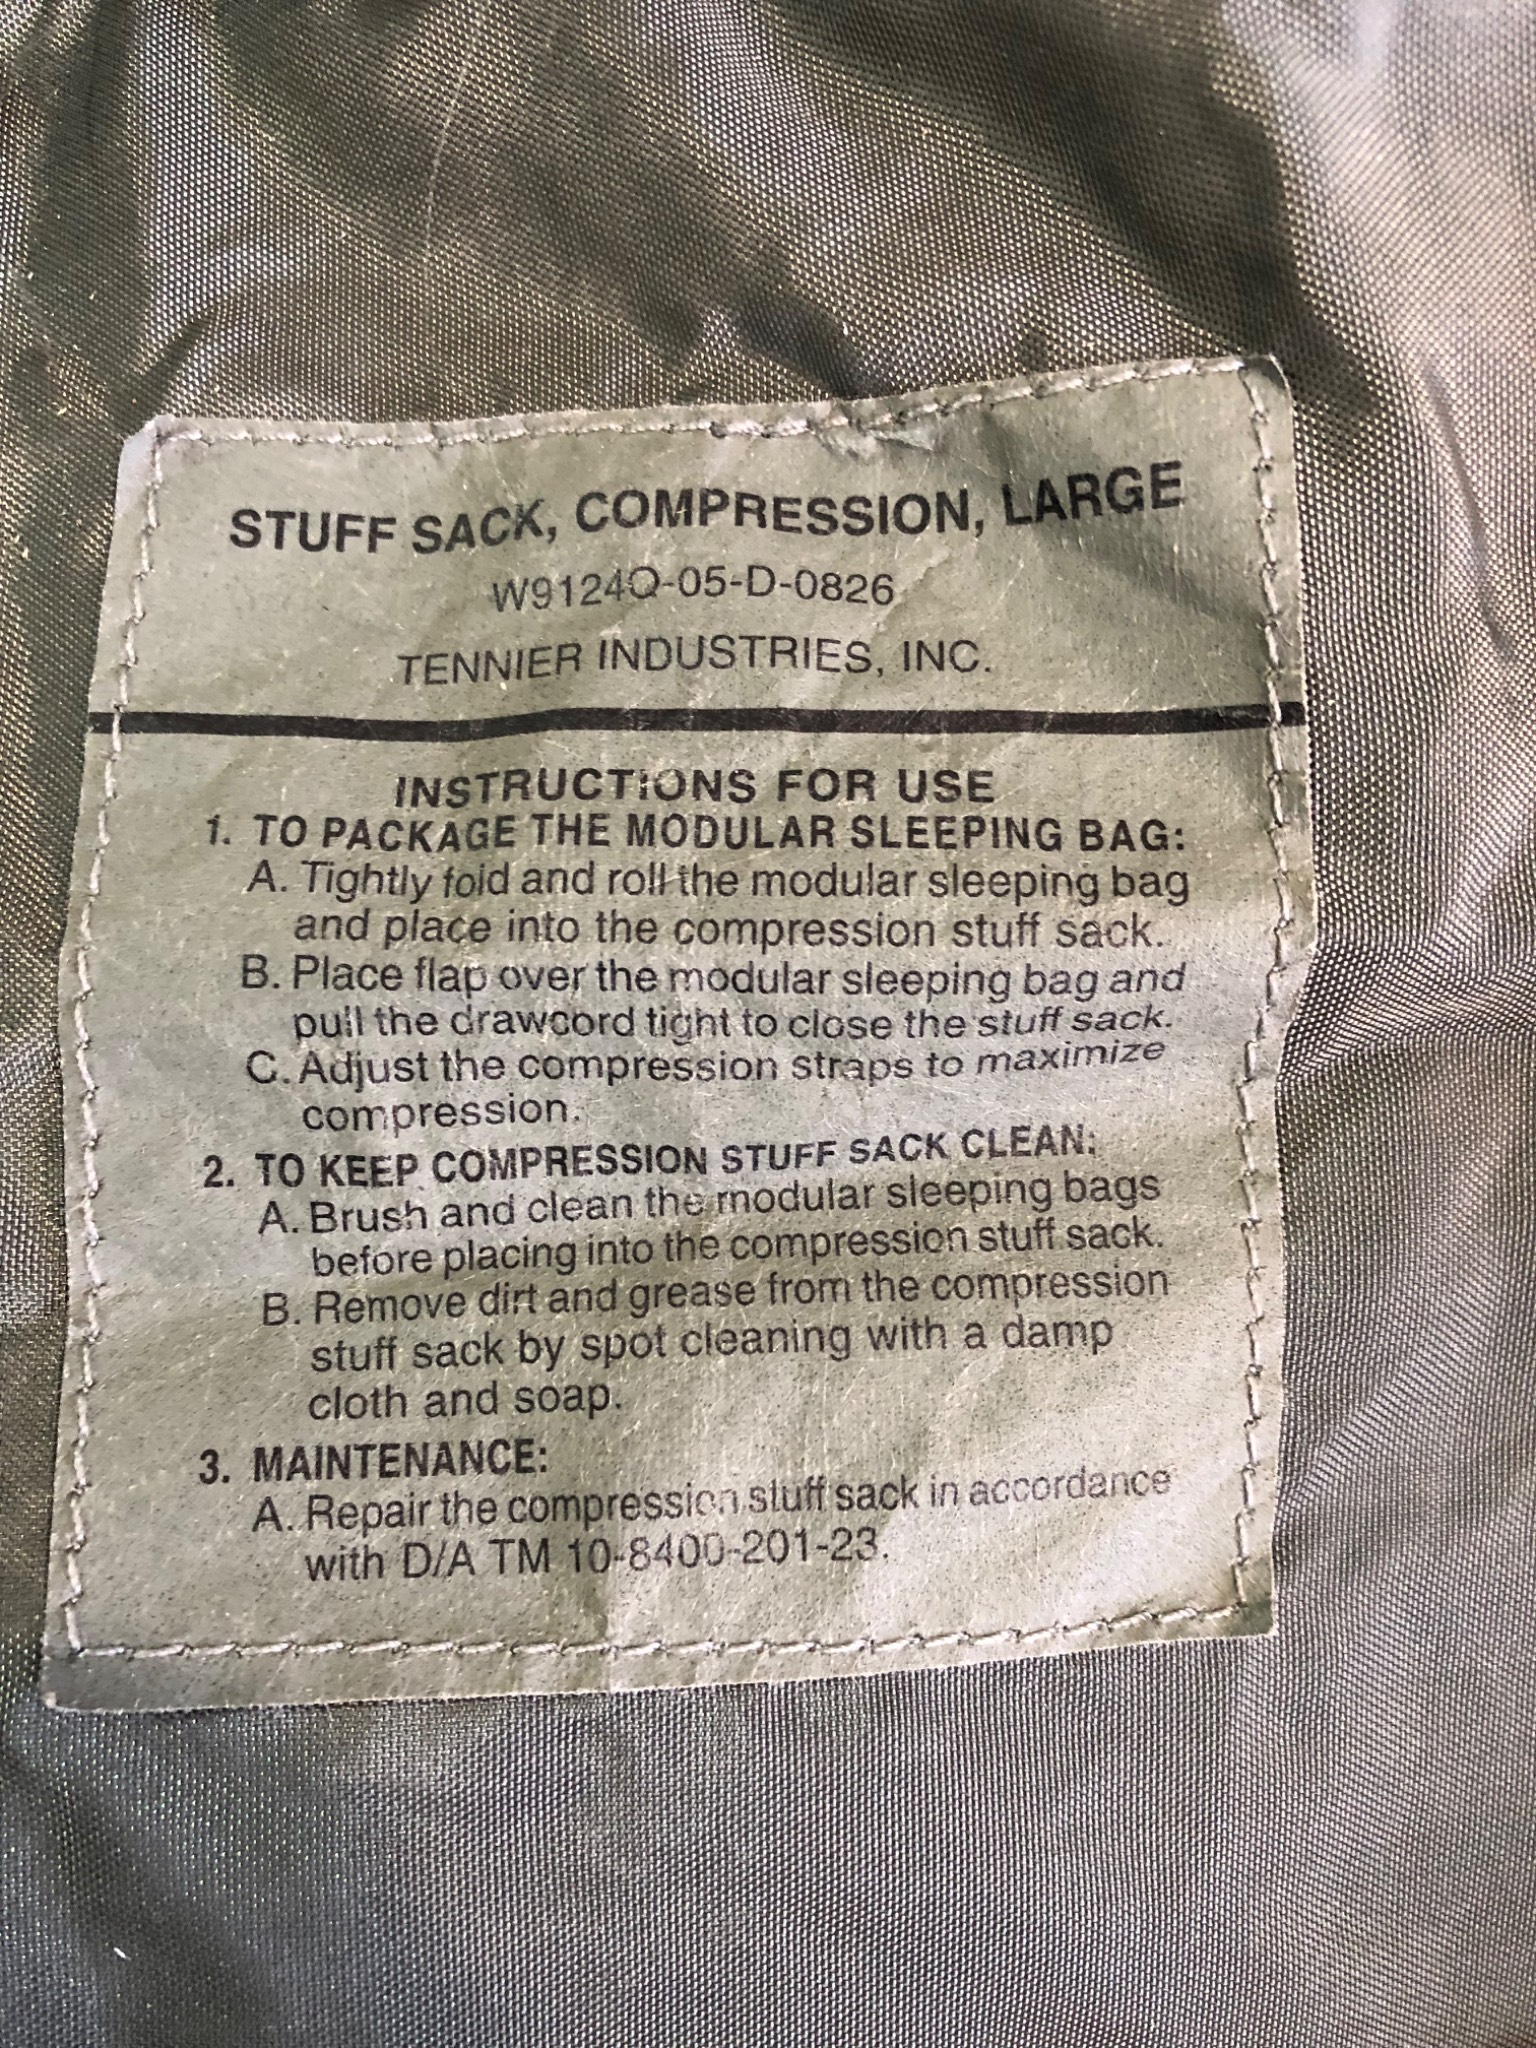 STUFF SACK, COMPRESSION, LARGE
W9124Q-05-D-0826
TENNIER INDUSTRIES, INC.
INSTRUCTIONS FOR USE
1. TO PACKAGE THE MODULAR SLEEPING BAG:
A. Tightly fold and roll the modular sleeping bag
and place into the compression stuff sack.
B. Place flap over the modular sleeping bag and
pull the drawcord tight to close the stuff sack.
C. Adjust the compression straps to maximize
compression.
2. TO KEEP COMPRESSION STUFF SACK CLEAN:
A. Brush and clean the modular sleeping bags
before placing into the compression stuff sack.
B. Remove dirt and grease from the compression
stuff sack by spot cleaning with a damp
cloth and soap.
3. MAINTENANCE:
A. Repair the compression stuff sack in accordance
with D/A TM 10-8400-201-23.